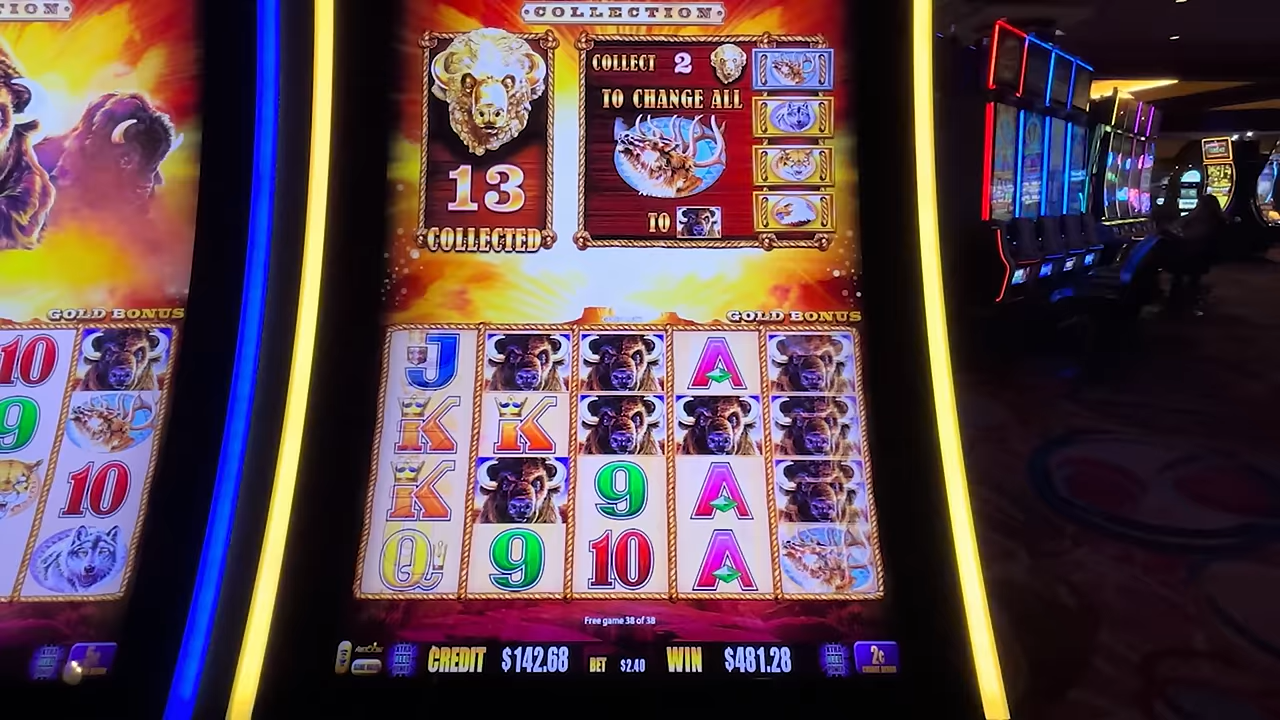 TION
COLLECTION
COLLECT 2
TO CHANGE ALL
13
COLLECTED
TO
GOLD BONUS
GOLD BONUS
10
9
10
J
A
K
K
K
9
A
Q
9
10
A
Free game 38 of 38
CREDIT $142.68 BET $2.40 WIN $481.28
2¢